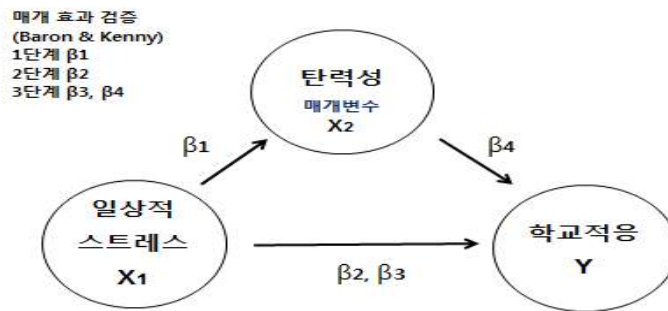 매개 효과 검증
(Baron & Kenny)
1단계 β1
2단계 β2
3단계 β3, β4
탄력성
매개변수
X2
β1
β4
일상적
스트레스
X1
학교적응
Y
β2, β3